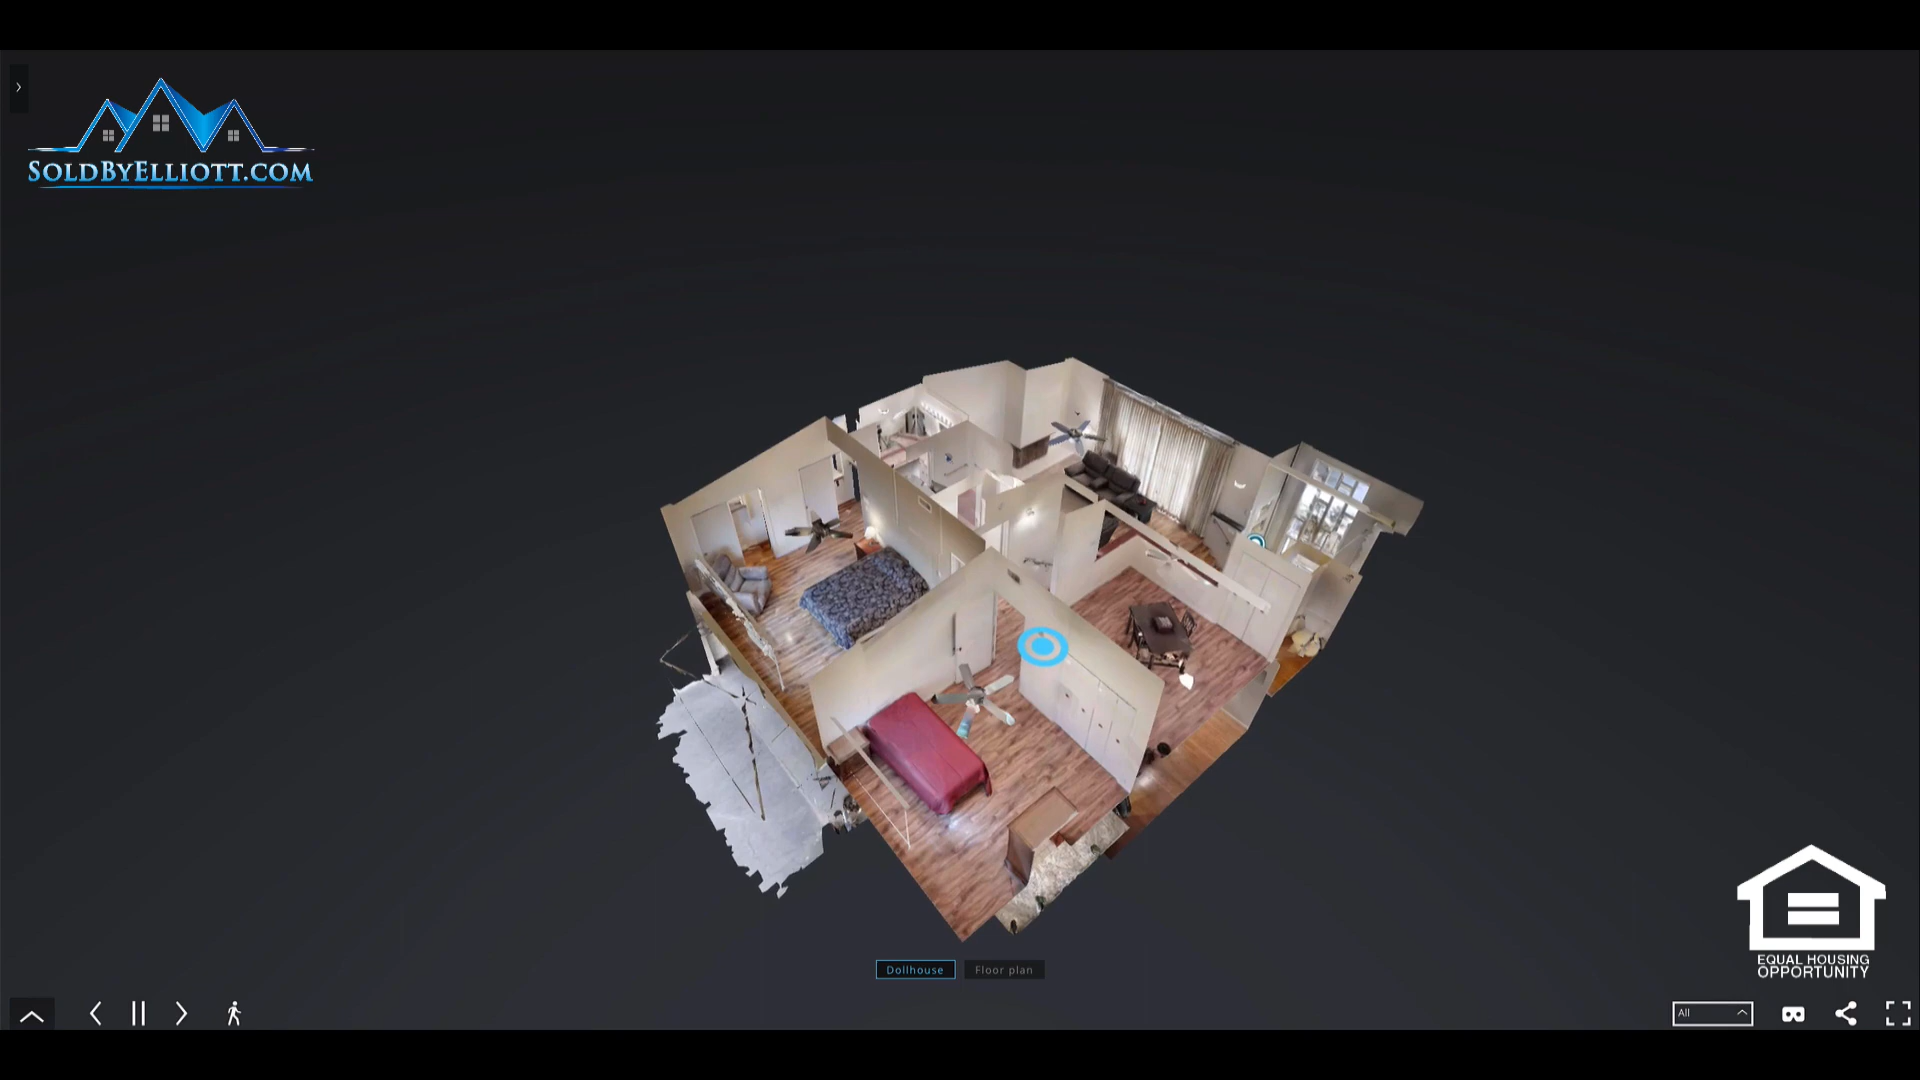 SOLDBYELLIOTT.COM
Dollhouse
Floor plan
EQUAL HOUSING
OPPORTUNITY
All